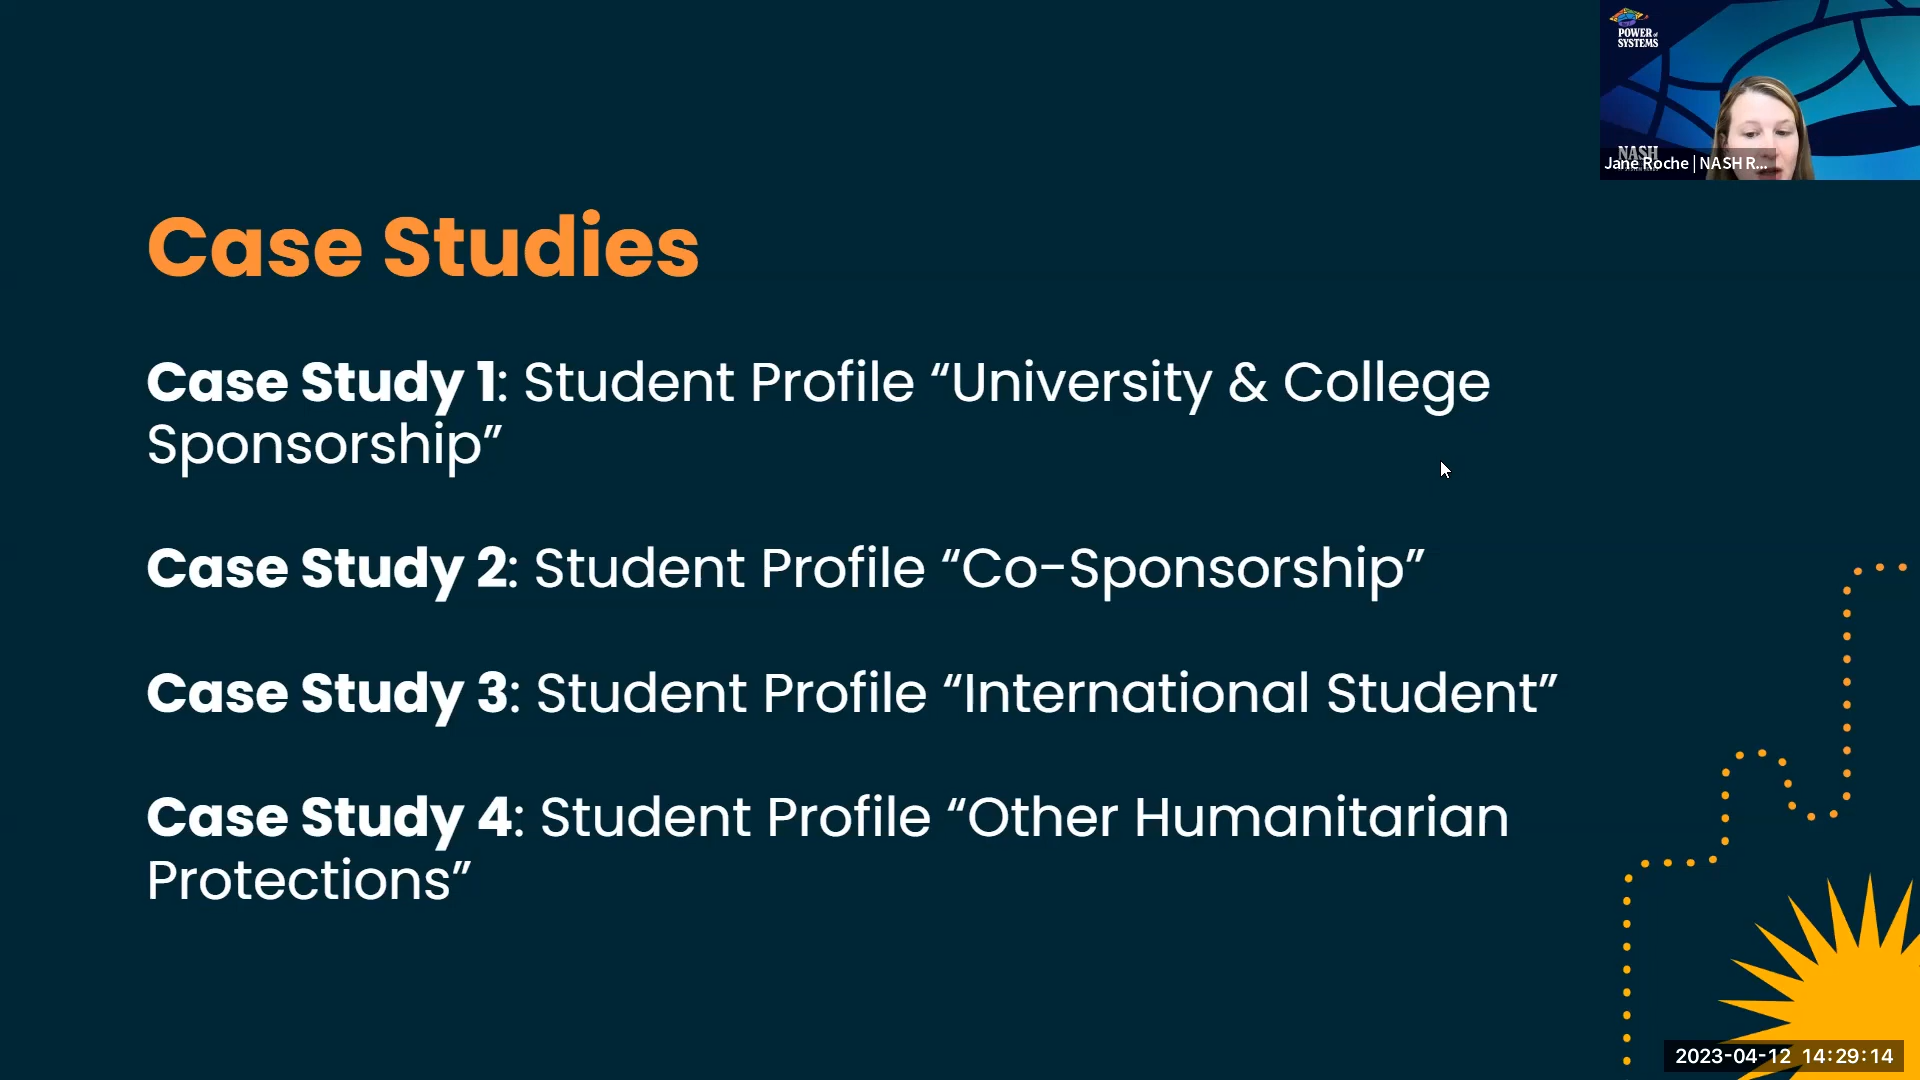 POWER of
SYSTEMS
NASH
Jane Roche | NASH R...
Case Studies
Case Study 1: Student Profile “University & College
Sponsorship”
Case Study 2: Student Profile “Co-Sponsorship”
Case Study 3: Student Profile “International Student”
Case Study 4: Student Profile “Other Humanitarian
Protections”
2023-04-12 14:29:14